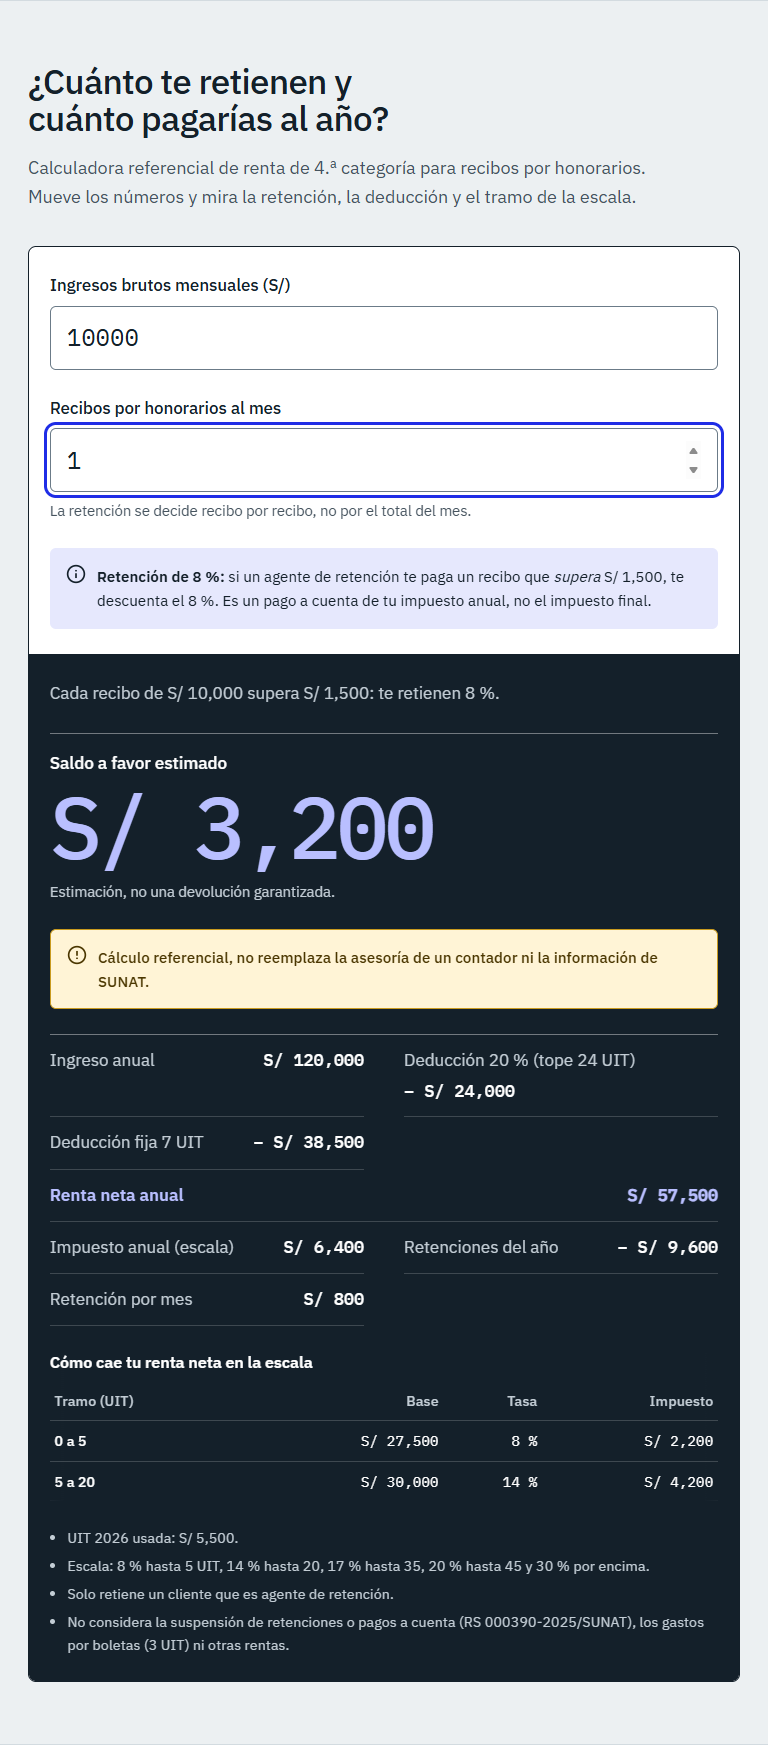 ¿Cuánto te retienen y
cuánto pagarías al año?
Calculadora referencial de renta de 4.ª categoría para recibos por honorarios.
Mueve los números y mira la retención, la deducción y el tramo de la escala.
Ingresos brutos mensuales (S/)
10000
Recibos por honorarios al mes
1
La retención se decide recibo por recibo, no por el total del mes.
Retención de 8 %: si un agente de retención te paga un recibo que supera S/ 1,500, te
descuenta el 8 %. Es un pago a cuenta de tu impuesto anual, no el impuesto final.
Cada recibo de S/ 10,000 supera S/ 1,500: te retienen 8 %.
Saldo a favor estimado
S/ 3,200
Estimación, no una devolución garantizada.
Cálculo referencial, no reemplaza la asesoría de un contador ni la información de
SUNAT.
Ingreso anual S/ 120,000
Deducción 20 % (tope 24 UIT)
− S/ 24,000
Deducción fija 7 UIT − S/ 38,500
Renta neta anual S/ 57,500
Impuesto anual (escala) S/ 6,400
Retenciones del año − S/ 9,600
Retención por mes S/ 800
Cómo cae tu renta neta en la escala
Tramo (UIT) Base Tasa Impuesto
0 a 5 S/ 27,500 8 % S/ 2,200
5 a 20 S/ 30,000 14 % S/ 4,200
• UIT 2026 usada: S/ 5,500.
• Escala: 8 % hasta 5 UIT, 14 % hasta 20, 17 % hasta 35, 20 % hasta 45 y 30 % por encima.
• Solo retiene un cliente que es agente de retención.
• No considera la suspensión de retenciones o pagos a cuenta (RS 000390-2025/SUNAT), los gastos
por boletas (3 UIT) ni otras rentas.